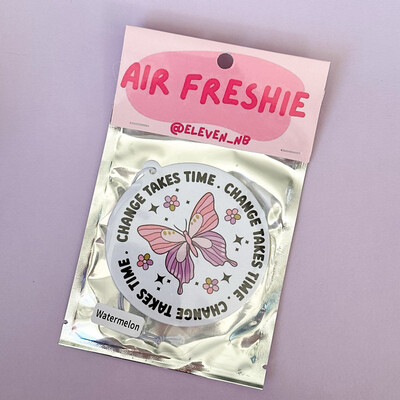 AIR FRESHIE
@ELEVEN_NB
CHANGE TAKES TIME · CHANGE TAKES TIME · CHANGE TAKES TIME ·
Watermelon